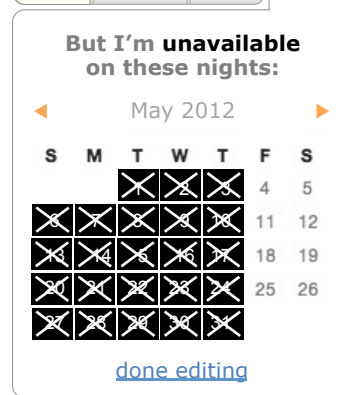 But I'm unavailable
on these nights:
May 2012
S M T W T F S
1 2 3 4 5
6 7 8 9 10 11 12
13 14 15 16 17 18 19
20 21 22 23 24 25 26
27 28 29 30 31
done editing